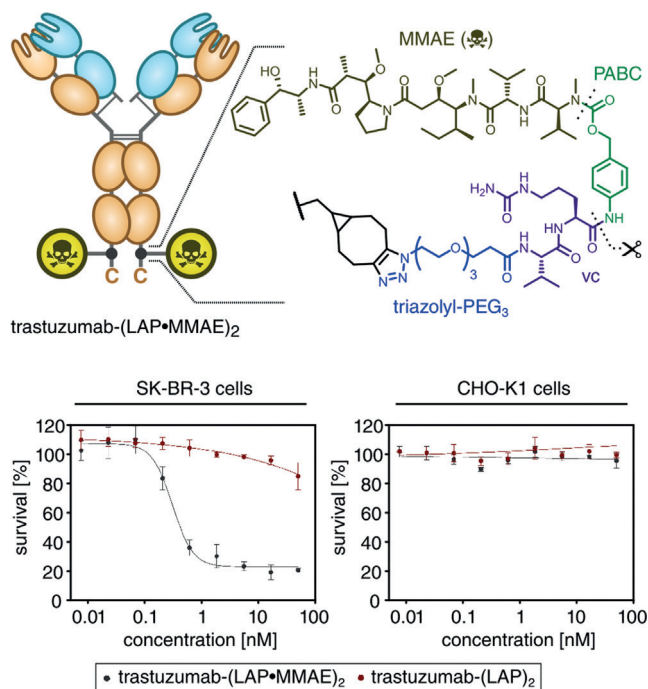 MMAE (☠)
PABC
OH
H
N
O
O
N
O
O
N
O
H
N
O
N
O
O
H₂N
H
N
O
NH
HN
O
N
N
N
O
3
O
H
N
O
vc
triazolyl-PEG₃
C C
trastuzumab-(LAP•MMAE)₂
SK-BR-3 cells
CHO-K1 cells
survival [%]
120
100
80
60
40
20
0
0.01 0.1 1 10 100
concentration [nM]
survival [%]
120
100
80
60
40
20
0
0.01 0.1 1 10 100
concentration [nM]
trastuzumab-(LAP•MMAE)₂ trastuzumab-(LAP)₂